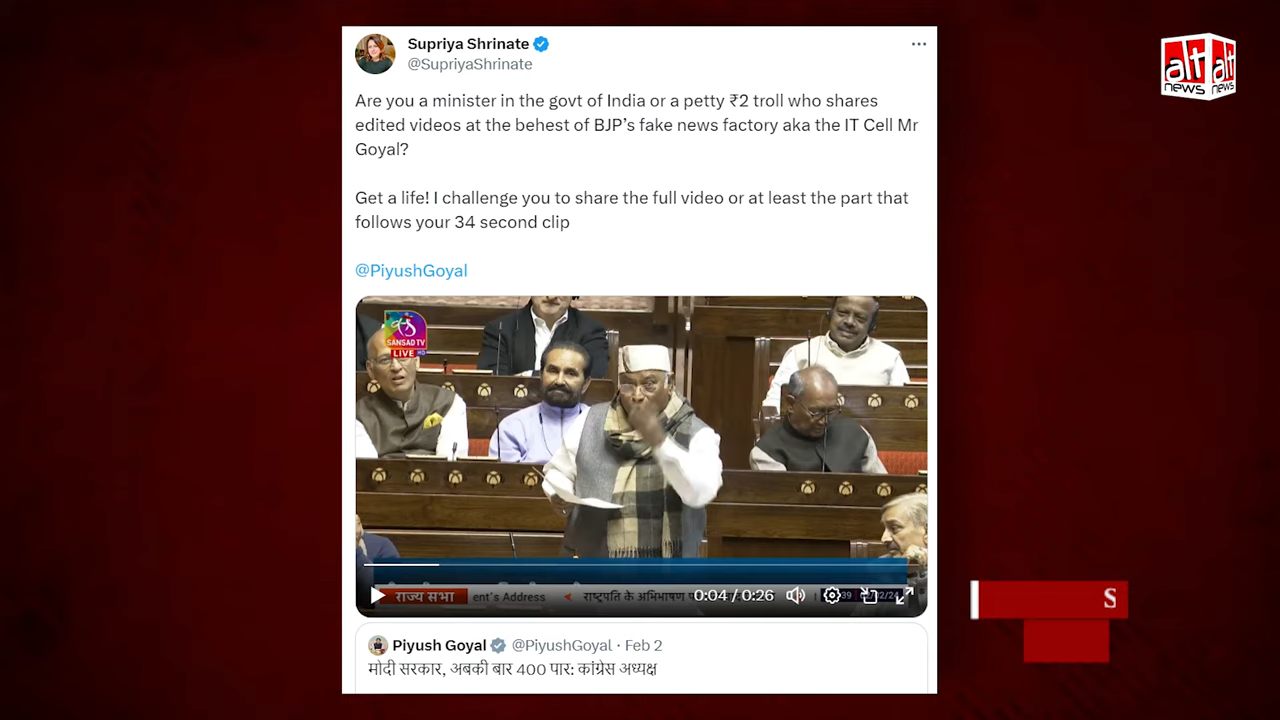 Supriya Shrinate
@SupriyaShrinate
alt alt
news news
Are you a minister in the govt of India or a petty ₹2 troll who shares
edited videos at the behest of BJP's fake news factory aka the IT Cell Mr
Goyal?
Get a life! I challenge you to share the full video or at least the part that
follows your 34 second clip
@PiyushGoyal
SANSAD TV
LIVE HD
0:04 / 0:26
राज्य सभा ent's Address राष्ट्रपति के अभिभाषण
S
Piyush Goyal @PiyushGoyal · Feb 2
मोदी सरकार, अबकी बार 400 पार: कांग्रेस अध्यक्ष